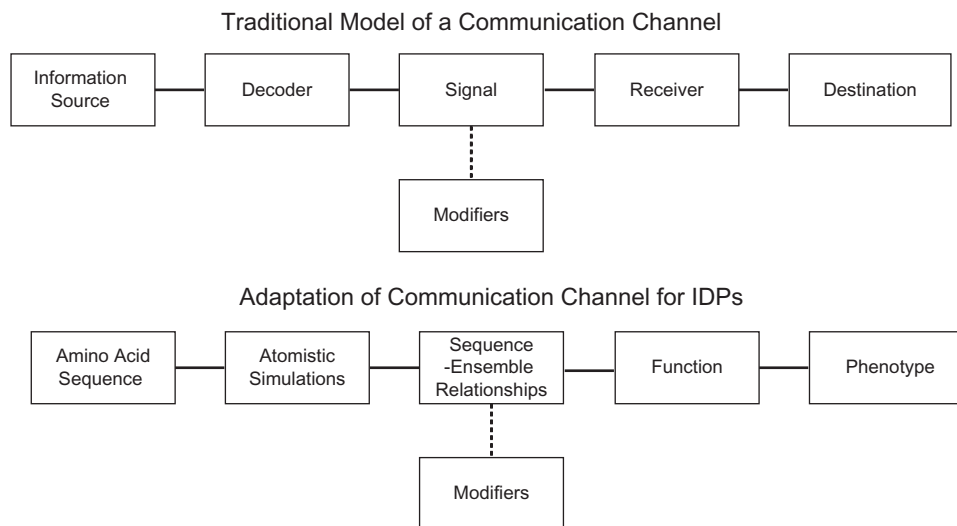 Traditional Model of a Communication Channel
Information
Source
Decoder
Signal
Receiver
Destination
Modifiers
Adaptation of Communication Channel for IDPs
Amino Acid
Sequence
Atomistic
Simulations
Sequence
-Ensemble
Relationships
Function
Phenotype
Modifiers